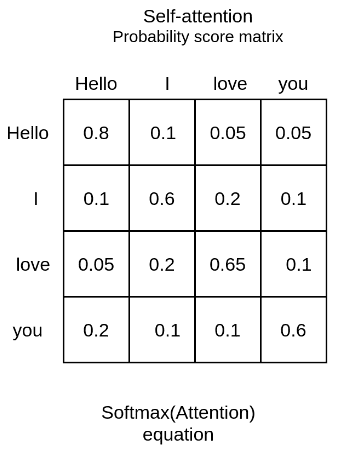 Self-attention
Probability score matrix
Hello I love you
Hello 0.8 0.1 0.05 0.05
I 0.1 0.6 0.2 0.1
love 0.05 0.2 0.65 0.1
you 0.2 0.1 0.1 0.6
Softmax(Attention)
equation